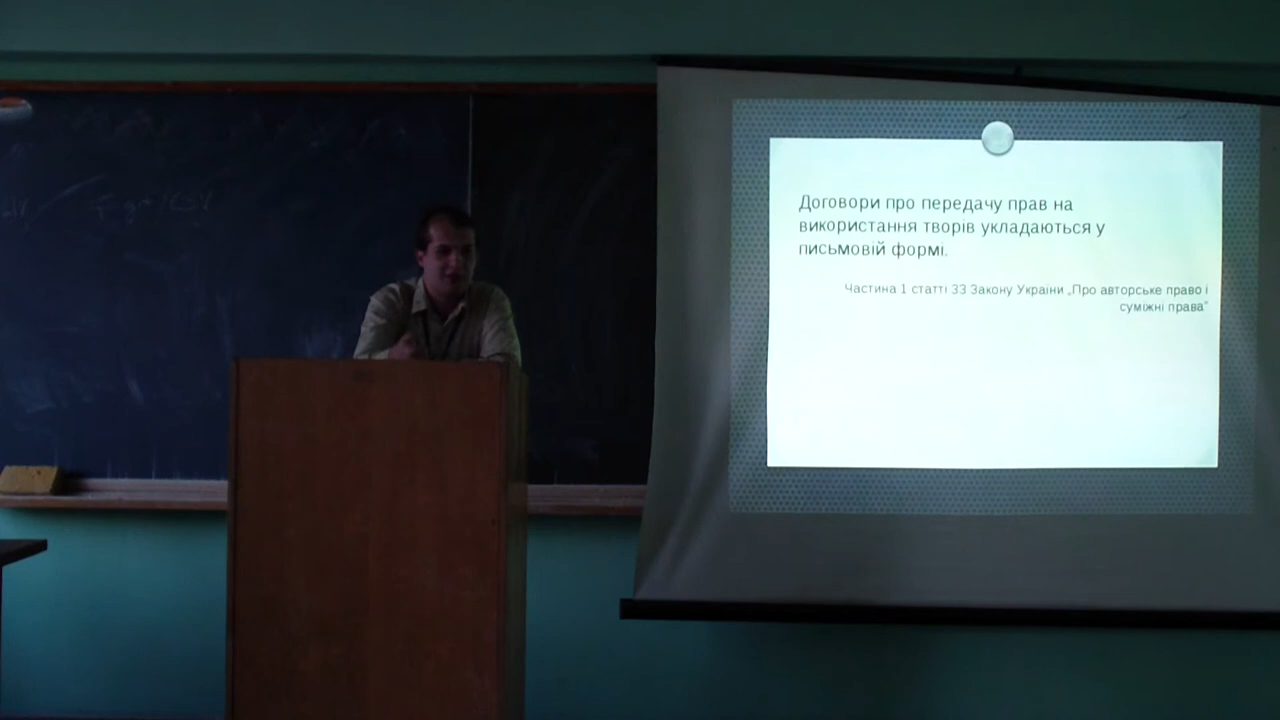 Договори про передачу прав на
використання творів укладаються у
письмовій формі.
Частина 1 статті 33 Закону України „Про авторське право і
суміжні права"